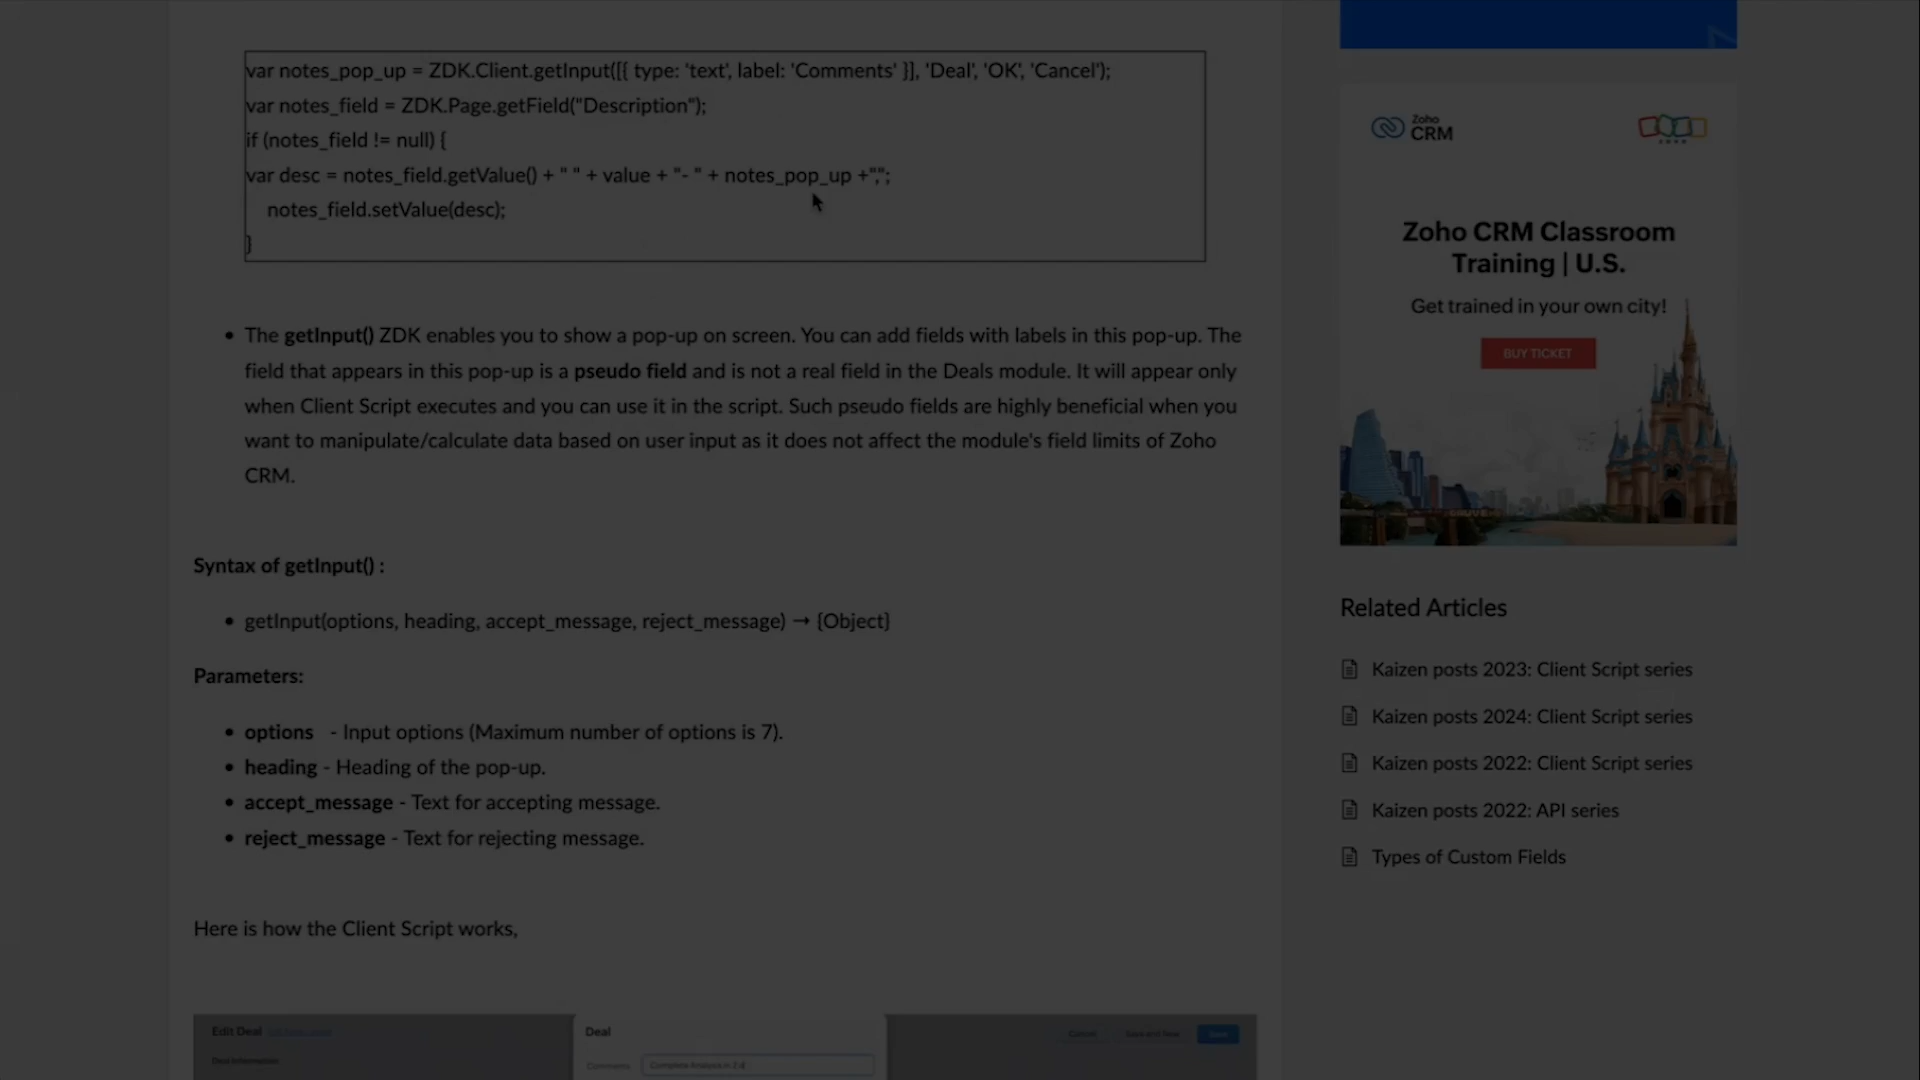 var notes_pop_up = ZDK.Client.getInput([{ type: 'text', label: 'Comments' }], 'Deal', 'OK', 'Cancel');
var notes_field = ZDK.Page.getField("Description");
if (notes_field != null) {
var desc = notes_field.getValue() + " " + value + "- " + notes_pop_up +",";
notes_field.setValue(desc);
}
• The getInput() ZDK enables you to show a pop-up on screen. You can add fields with labels in this pop-up. The
field that appears in this pop-up is a pseudo field and is not a real field in the Deals module. It will appear only
when Client Script executes and you can use it in the script. Such pseudo fields are highly beneficial when you
want to manipulate/calculate data based on user input as it does not affect the module's field limits of Zoho
CRM.
Syntax of getInput() :
• getInput(options, heading, accept_message, reject_message) → {Object}
Parameters:
• options - Input options (Maximum number of options is 7).
• heading - Heading of the pop-up.
• accept_message - Text for accepting message.
• reject_message - Text for rejecting message.
Here is how the Client Script works,
Edit Deal
Deal Information
Deal
Comments
Cancel
Save and New
Save
Zoho
CRM
Zoho CRM Classroom
Training | U.S.
Get trained in your own city!
BUY TICKET
Related Articles
Kaizen posts 2023: Client Script series
Kaizen posts 2024: Client Script series
Kaizen posts 2022: Client Script series
Kaizen posts 2022: API series
Types of Custom Fields